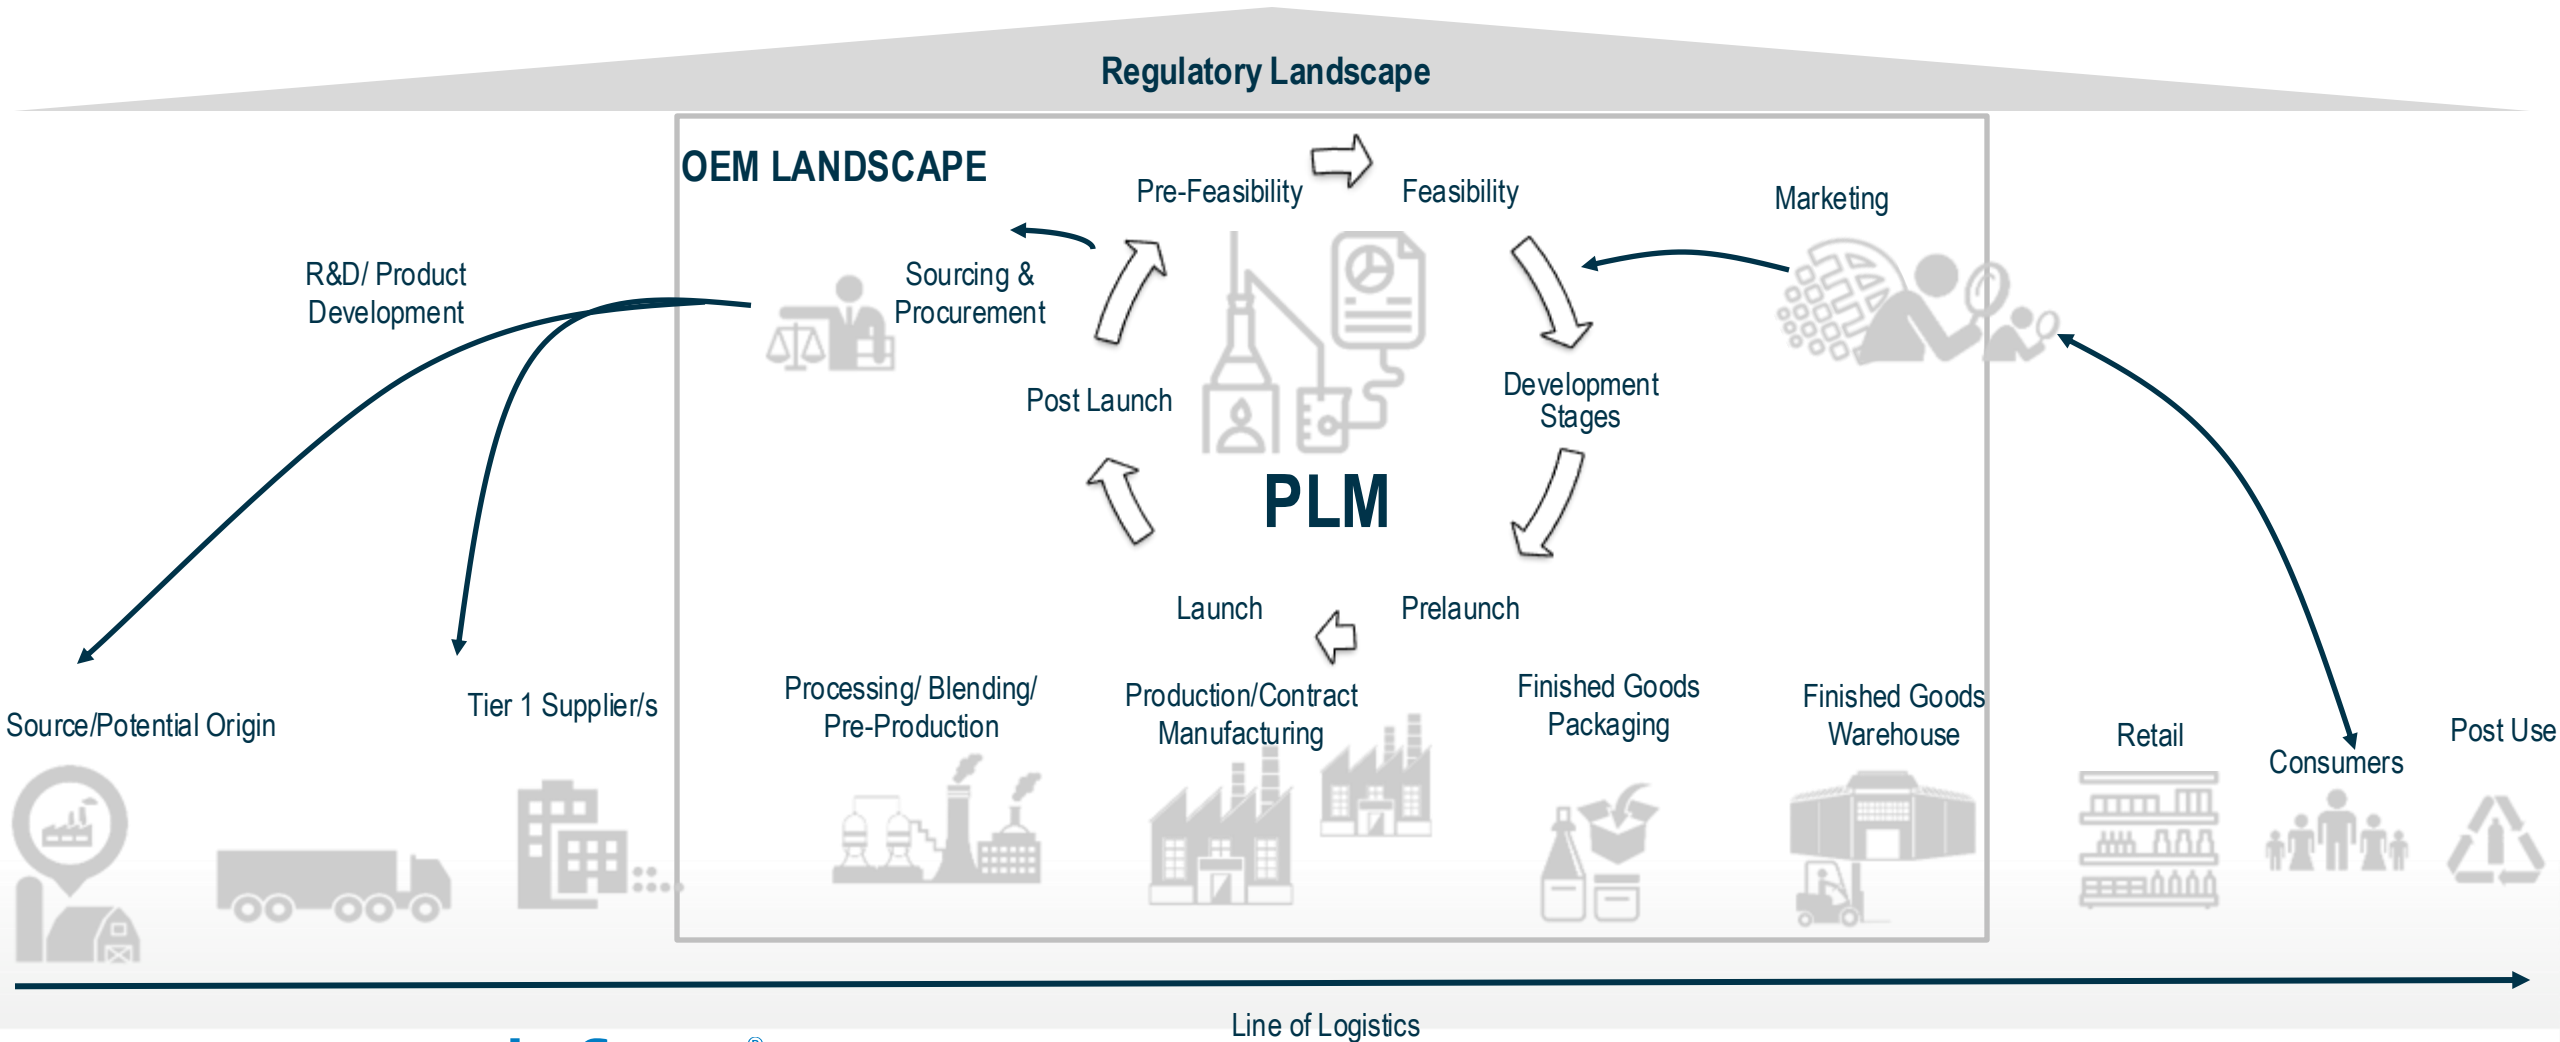 Regulatory Landscape
OEM LANDSCAPE
Pre-Feasibility
Feasibility
Marketing
R&D/ Product
Development
Sourcing &
Procurement
Post Launch
Development
Stages
PLM
Launch
Prelaunch
Source/Potential Origin
Tier 1 Supplier/s
Processing/ Blending/
Pre-Production
Production/Contract
Manufacturing
Finished Goods
Packaging
Finished Goods
Warehouse
Retail
Consumers
Post Use
Line of Logistics
®